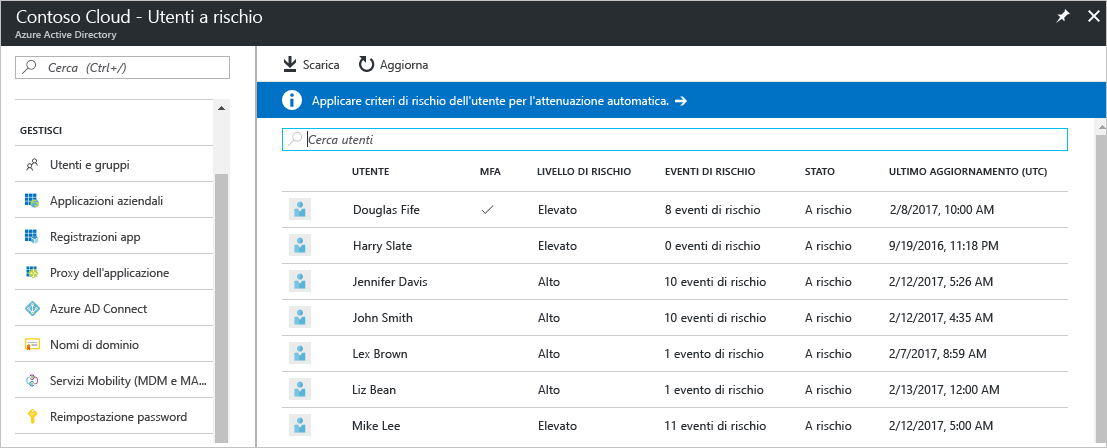 Contoso Cloud - Utenti a rischio
Azure Active Directory
Cerca (Ctrl+/)
GESTISCI
Utenti e gruppi
Applicazioni aziendali
Registrazioni app
Proxy dell'applicazione
Azure AD Connect
Nomi di dominio
Servizi Mobility (MDM e MA...
Reimpostazione password
Scarica Aggiorna
Applicare criteri di rischio dell'utente per l'attenuazione automatica. →
Cerca utenti
UTENTE MFA LIVELLO DI RISCHIO EVENTI DI RISCHIO STATO ULTIMO AGGIORNAMENTO (UTC)
Douglas Fife ✓ Elevato 8 eventi di rischio A rischio 2/8/2017, 10:00 AM
Harry Slate Elevato 0 eventi di rischio A rischio 9/19/2016, 11:18 PM
Jennifer Davis Alto 10 eventi di rischio A rischio 2/12/2017, 5:26 AM
John Smith Alto 10 eventi di rischio A rischio 2/12/2017, 4:35 AM
Lex Brown Alto 1 evento di rischio A rischio 2/7/2017, 8:59 AM
Liz Bean Alto 1 evento di rischio A rischio 2/13/2017, 12:00 AM
Mike Lee Elevato 11 eventi di rischio A rischio 2/12/2017, 5:00 AM